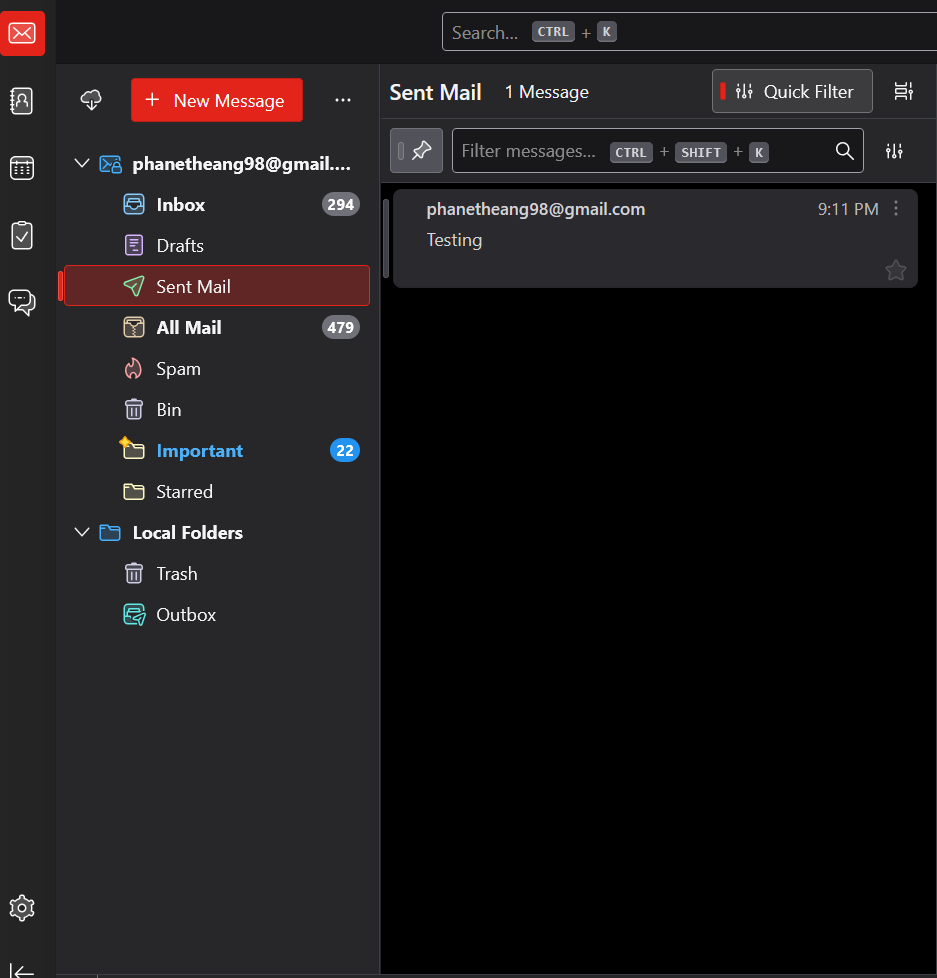 Search... CTRL + K
+ New Message ...
Sent Mail 1 Message Quick Filter
Filter messages... CTRL + SHIFT + K
phanetheang98@gmail....
Inbox 294
Drafts
Sent Mail
All Mail 479
Spam
Bin
Important 22
Starred
Local Folders
Trash
Outbox
phanetheang98@gmail.com 9:11 PM
Testing